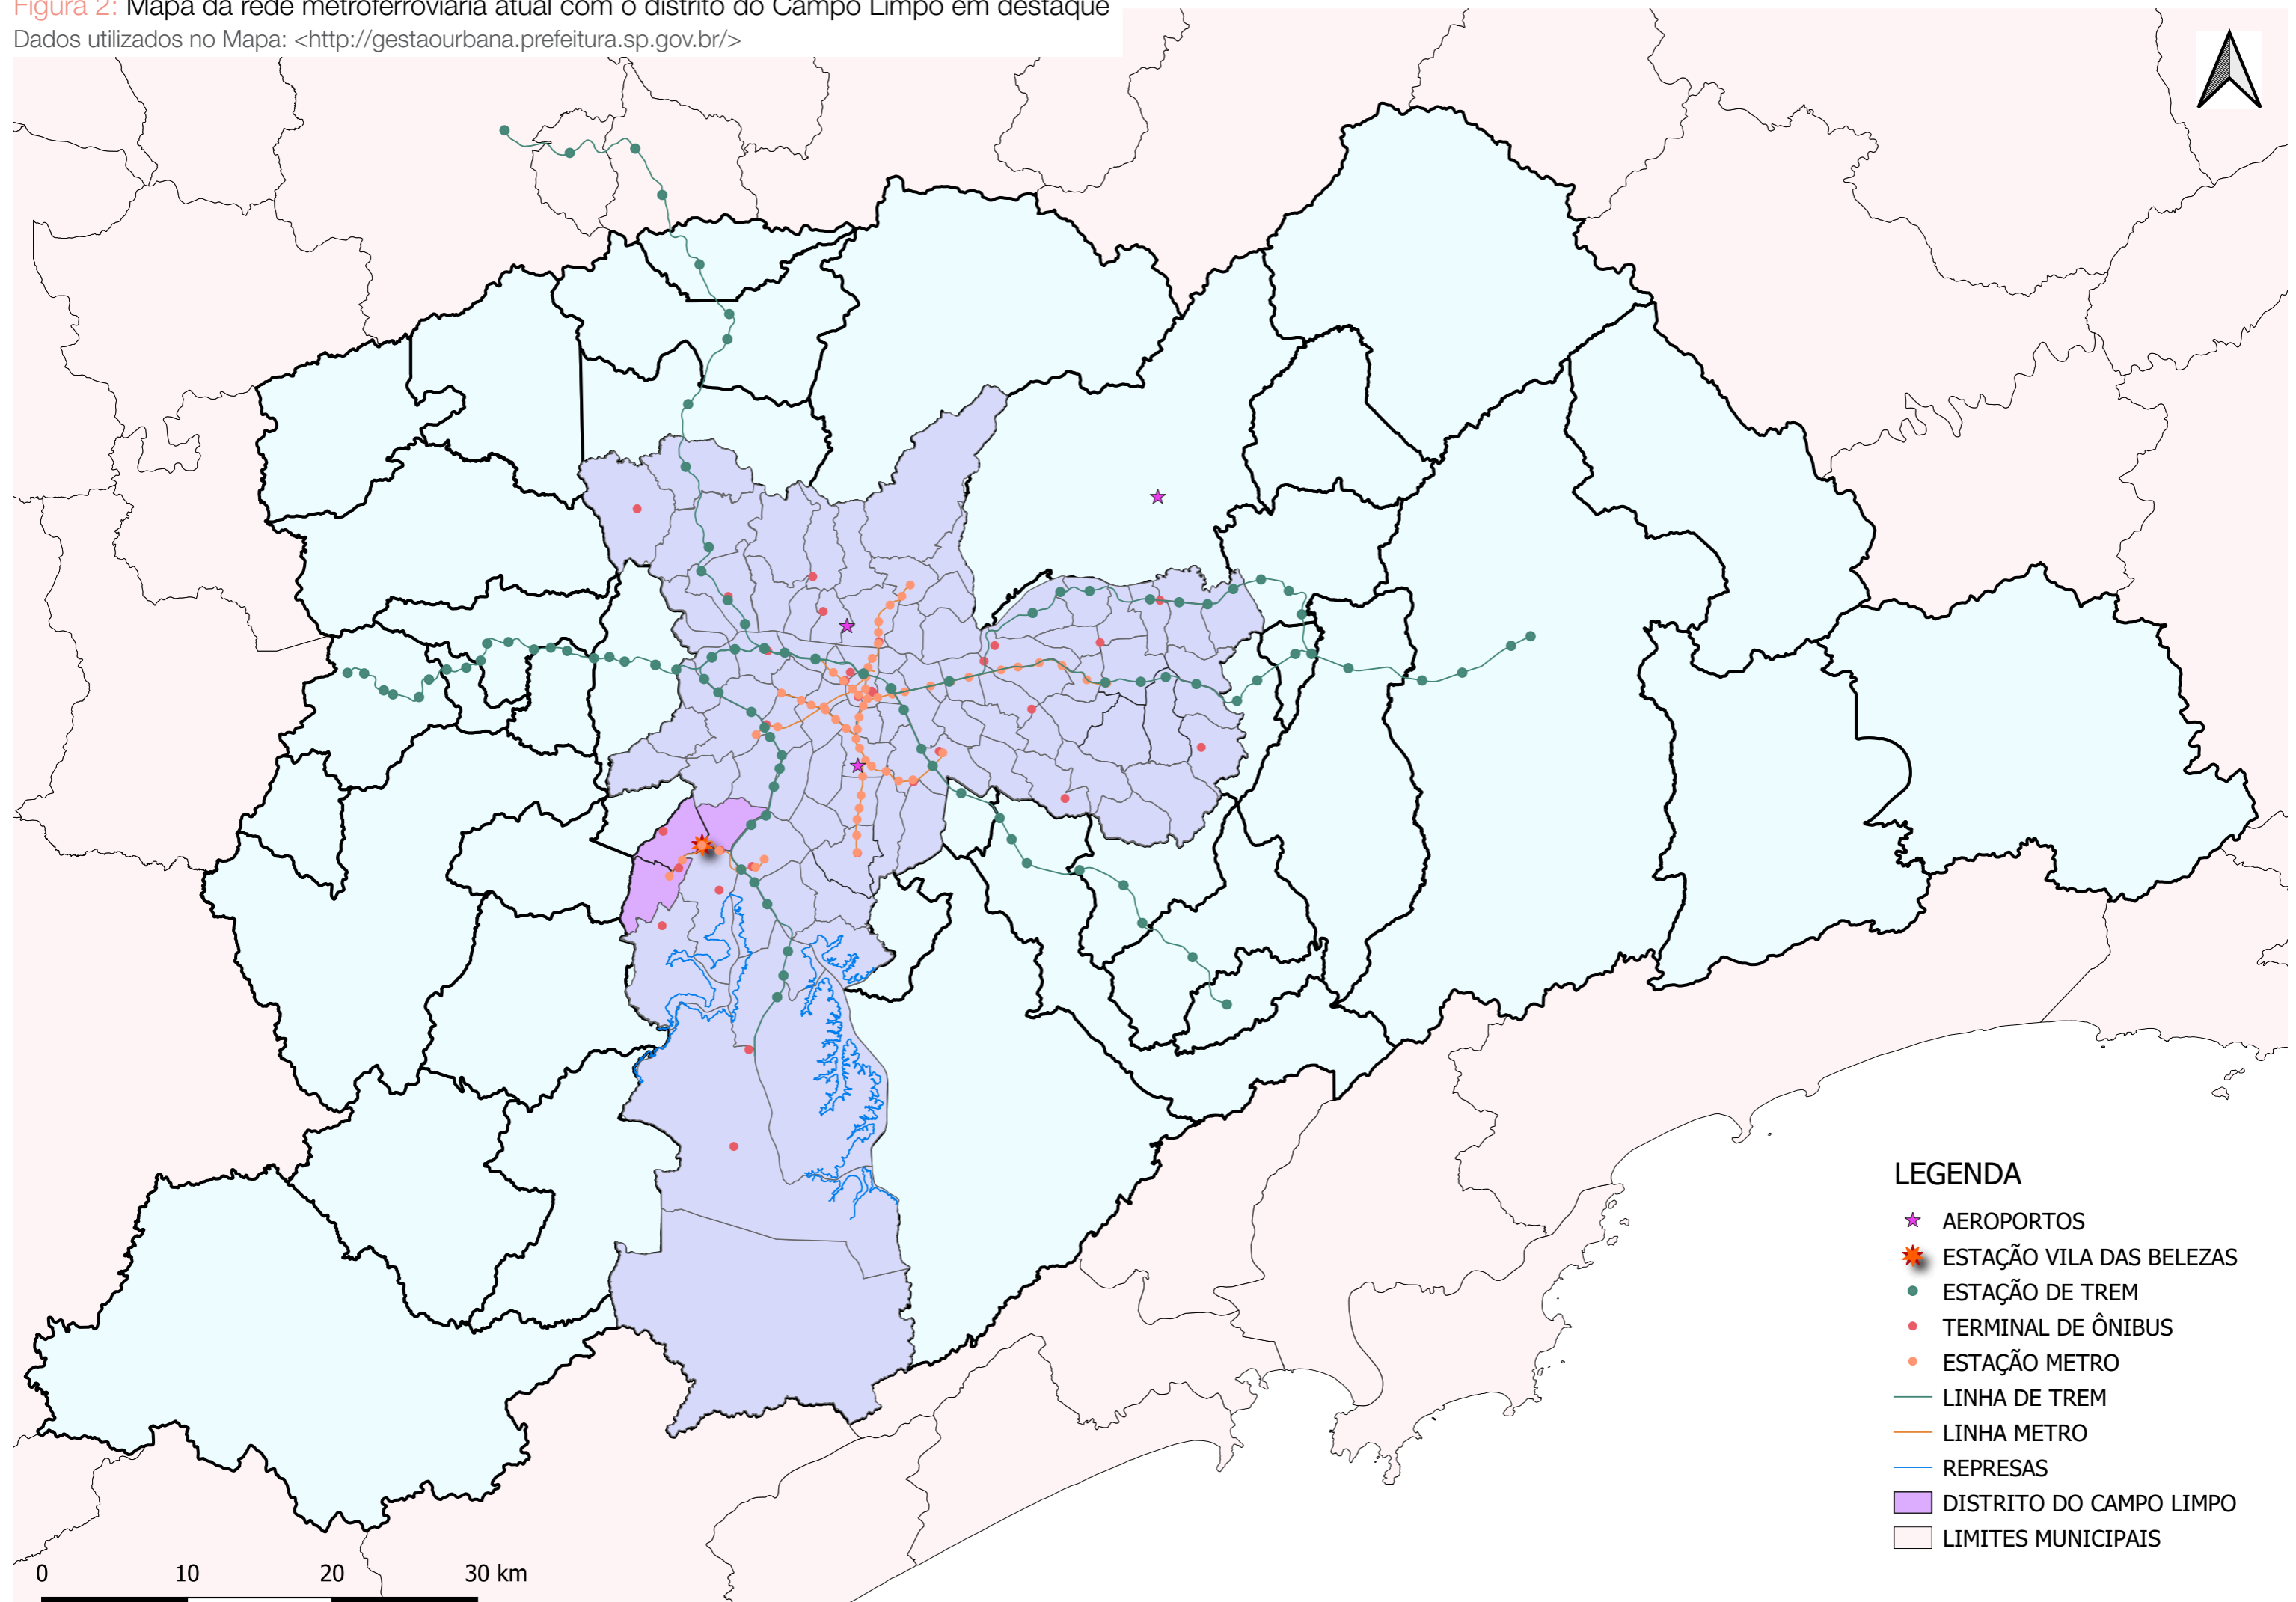 Figura 2: Mapa da rede metroferroviária atual com o distrito do Campo Limpo em destaque
Dados utilizados no Mapa: <http://gestaourbana.prefeitura.sp.gov.br/>
LEGENDA
AEROPORTOS
ESTAÇÃO VILA DAS BELEZAS
ESTAÇÃO DE TREM
TERMINAL DE ÔNIBUS
ESTAÇÃO METRO
LINHA DE TREM
LINHA METRO
REPRESAS
DISTRITO DO CAMPO LIMPO
LIMITES MUNICIPAIS
0 10 20 30 km